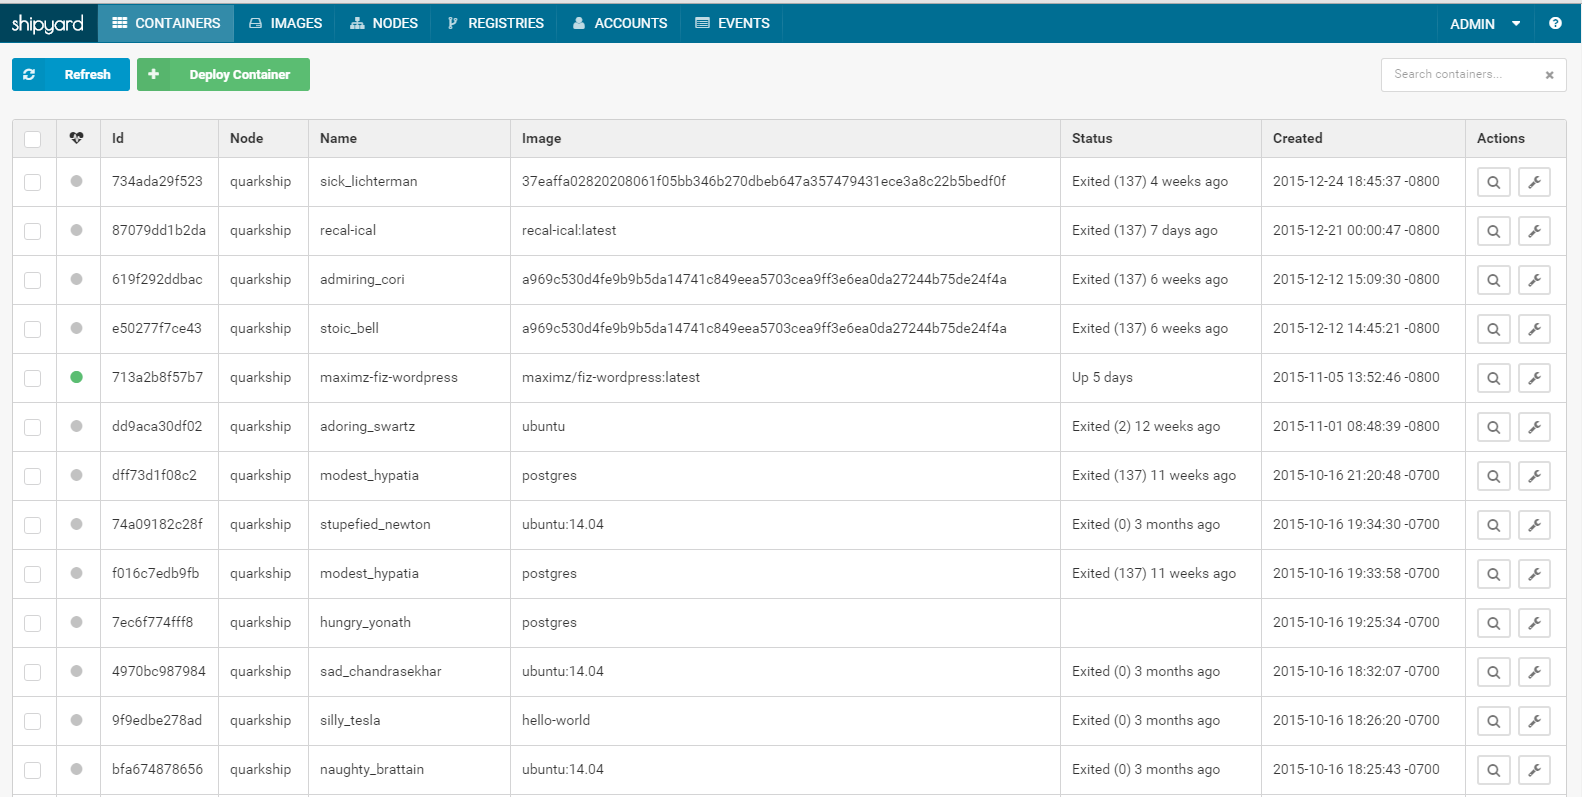 shipyard CONTAINERS IMAGES NODES REGISTRIES ACCOUNTS EVENTS ADMIN
Refresh Deploy Container Search containers...
Id Node Name Image Status Created Actions
734ada29f523 quarkship sick_lichterman 37eaffa02820208061f05bb346b270dbeb647a357479431ece3a8c22b5bedf0f Exited (137) 4 weeks ago 2015-12-24 18:45:37 -0800
87079dd1b2da quarkship recal-ical recal-ical:latest Exited (137) 7 days ago 2015-12-21 00:00:47 -0800
619f292ddbac quarkship admiring_cori a969c530d4fe9b9b5da14741c849eea5703cea9ff3e6ea0da27244b75de24f4a Exited (137) 6 weeks ago 2015-12-12 15:09:30 -0800
e50277f7ce43 quarkship stoic_bell a969c530d4fe9b9b5da14741c849eea5703cea9ff3e6ea0da27244b75de24f4a Exited (137) 6 weeks ago 2015-12-12 14:45:21 -0800
713a2b8f57b7 quarkship maximz-fiz-wordpress maximz/fiz-wordpress:latest Up 5 days 2015-11-05 13:52:46 -0800
dd9aca30df02 quarkship adoring_swartz ubuntu Exited (2) 12 weeks ago 2015-11-01 08:48:39 -0800
dff73d1f08c2 quarkship modest_hypatia postgres Exited (137) 11 weeks ago 2015-10-16 21:20:48 -0700
74a09182c28f quarkship stupefied_newton ubuntu:14.04 Exited (0) 3 months ago 2015-10-16 19:34:30 -0700
f016c7edb9fb quarkship modest_hypatia postgres Exited (137) 11 weeks ago 2015-10-16 19:33:58 -0700
7ec6f774fff8 quarkship hungry_yonath postgres 2015-10-16 19:25:34 -0700
4970bc987984 quarkship sad_chandrasekhar ubuntu:14.04 Exited (0) 3 months ago 2015-10-16 18:32:07 -0700
9f9edbe278ad quarkship silly_tesla hello-world Exited (0) 3 months ago 2015-10-16 18:26:20 -0700
bfa674878656 quarkship naughty_brattain ubuntu:14.04 Exited (0) 3 months ago 2015-10-16 18:25:43 -0700